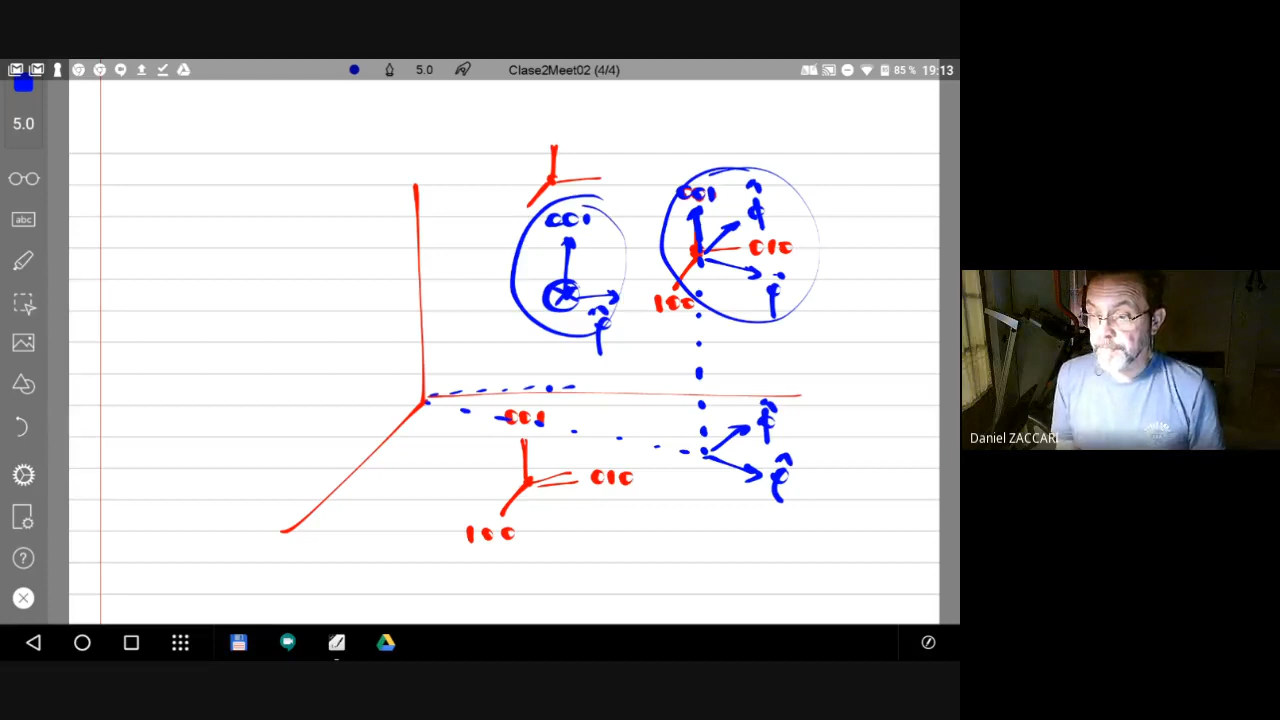 5.0 Clase2Meet02 (4/4) 85 % 19:13
5.0
abc
001
001
010
100
001
010
100
Daniel ZACCARI